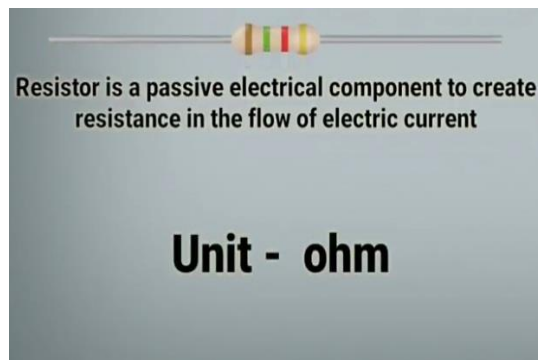 Resistor is a passive electrical component to create
resistance in the flow of electric current
Unit - ohm